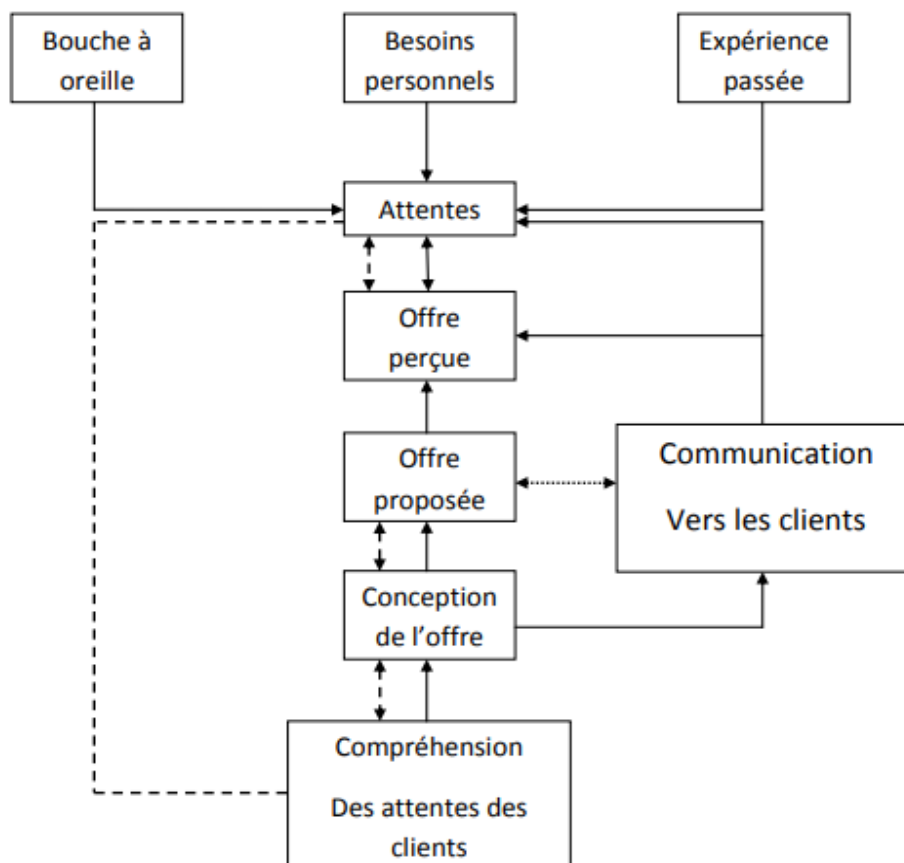 Bouche à
oreille
Besoins
personnels
Expérience
passée
Attentes
Offre
perçue
Offre
proposée
Communication
Vers les clients
Conception
de l'offre
Compréhension
Des attentes des
clients